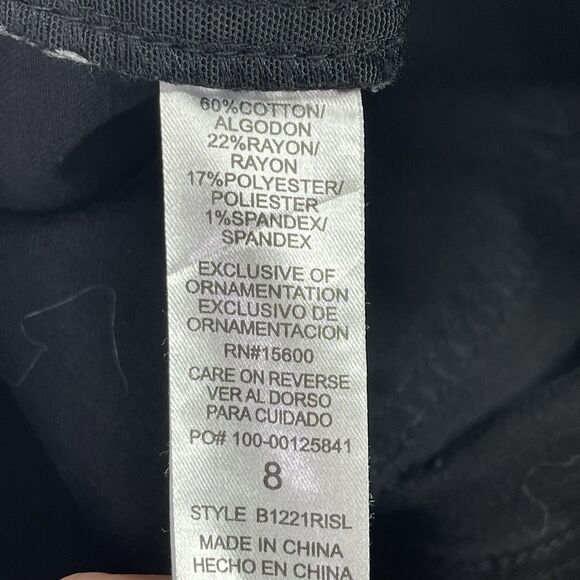 60%COTTON/
ALGODON
22%RAYON/
RAYON
17%POLYESTER/
POLIESTER
1%SPANDEX/
SPANDEX
EXCLUSIVE OF
ORNAMENTATION
EXCLUSIVO DE
ORNAMENTACION
RN#15600
CARE ON REVERSE
VER AL DORSO
PARA CUIDADO
PO# 100-00125841
8
STYLE B1221RISL
MADE IN CHINA
HECHO EN CHINA